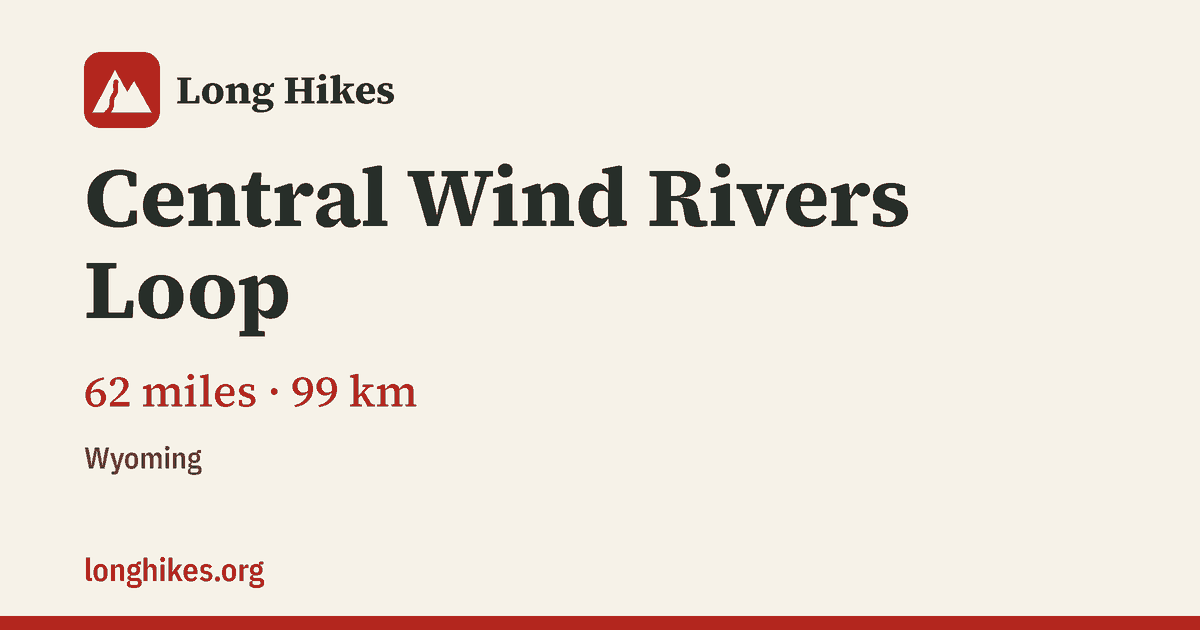 Long Hikes
Central Wind Rivers
Loop
62 miles · 99 km
Wyoming
longhikes.org